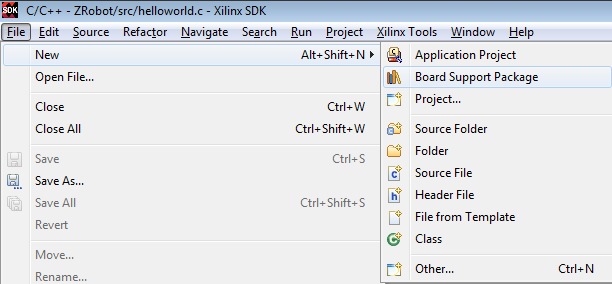 SDK C/C++ - ZRobot/src/helloworld.c - Xilinx SDK
File Edit Source Refactor Navigate Search Run Project Xilinx Tools Window Help
New Alt+Shift+N
Open File...
Close Ctrl+W
Close All Ctrl+Shift+W
Save Ctrl+S
Save As...
Save All Ctrl+Shift+S
Revert
Move...
Rename...
Application Project
Board Support Package
Project...
Source Folder
Folder
Source File
Header File
File from Template
Class
Other... Ctrl+N